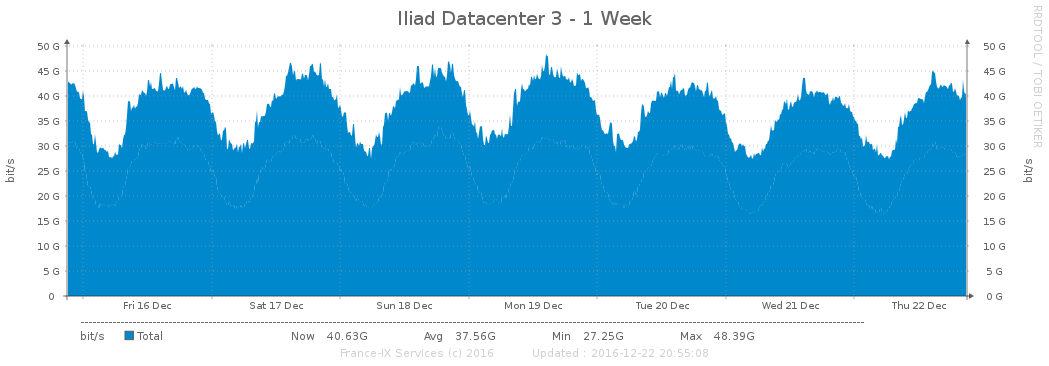 Iliad Datacenter 3 - 1 Week
RRDTOOL / TOBI OETIKER
50 G 50 G
45 G 45 G
40 G 40 G
35 G 35 G
30 G 30 G
25 G 25 G
20 G 20 G
15 G 15 G
10 G 10 G
5 G 5 G
0 0 G
bit/s bit/s
Fri 16 Dec Sat 17 Dec Sun 18 Dec Mon 19 Dec Tue 20 Dec Wed 21 Dec Thu 22 Dec
bit/s Total Now 40.63G Avg 37.56G Min 27.25G Max 48.39G
France-IX Services (c) 2016 Updated : 2016-12-22 20:55:08